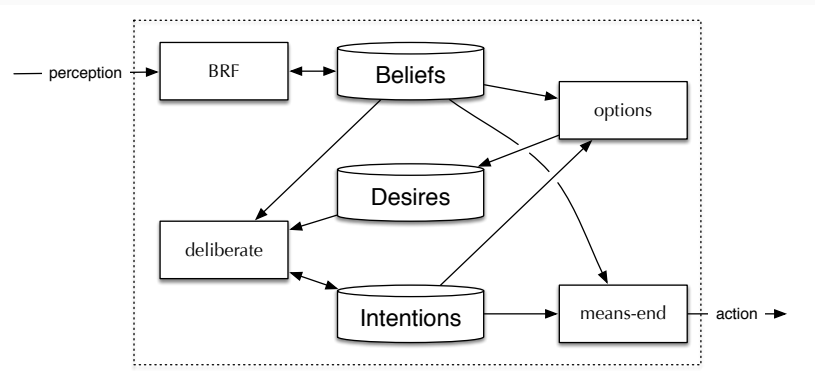 perception
BRF
Beliefs
options
Desires
deliberate
Intentions
means-end
action